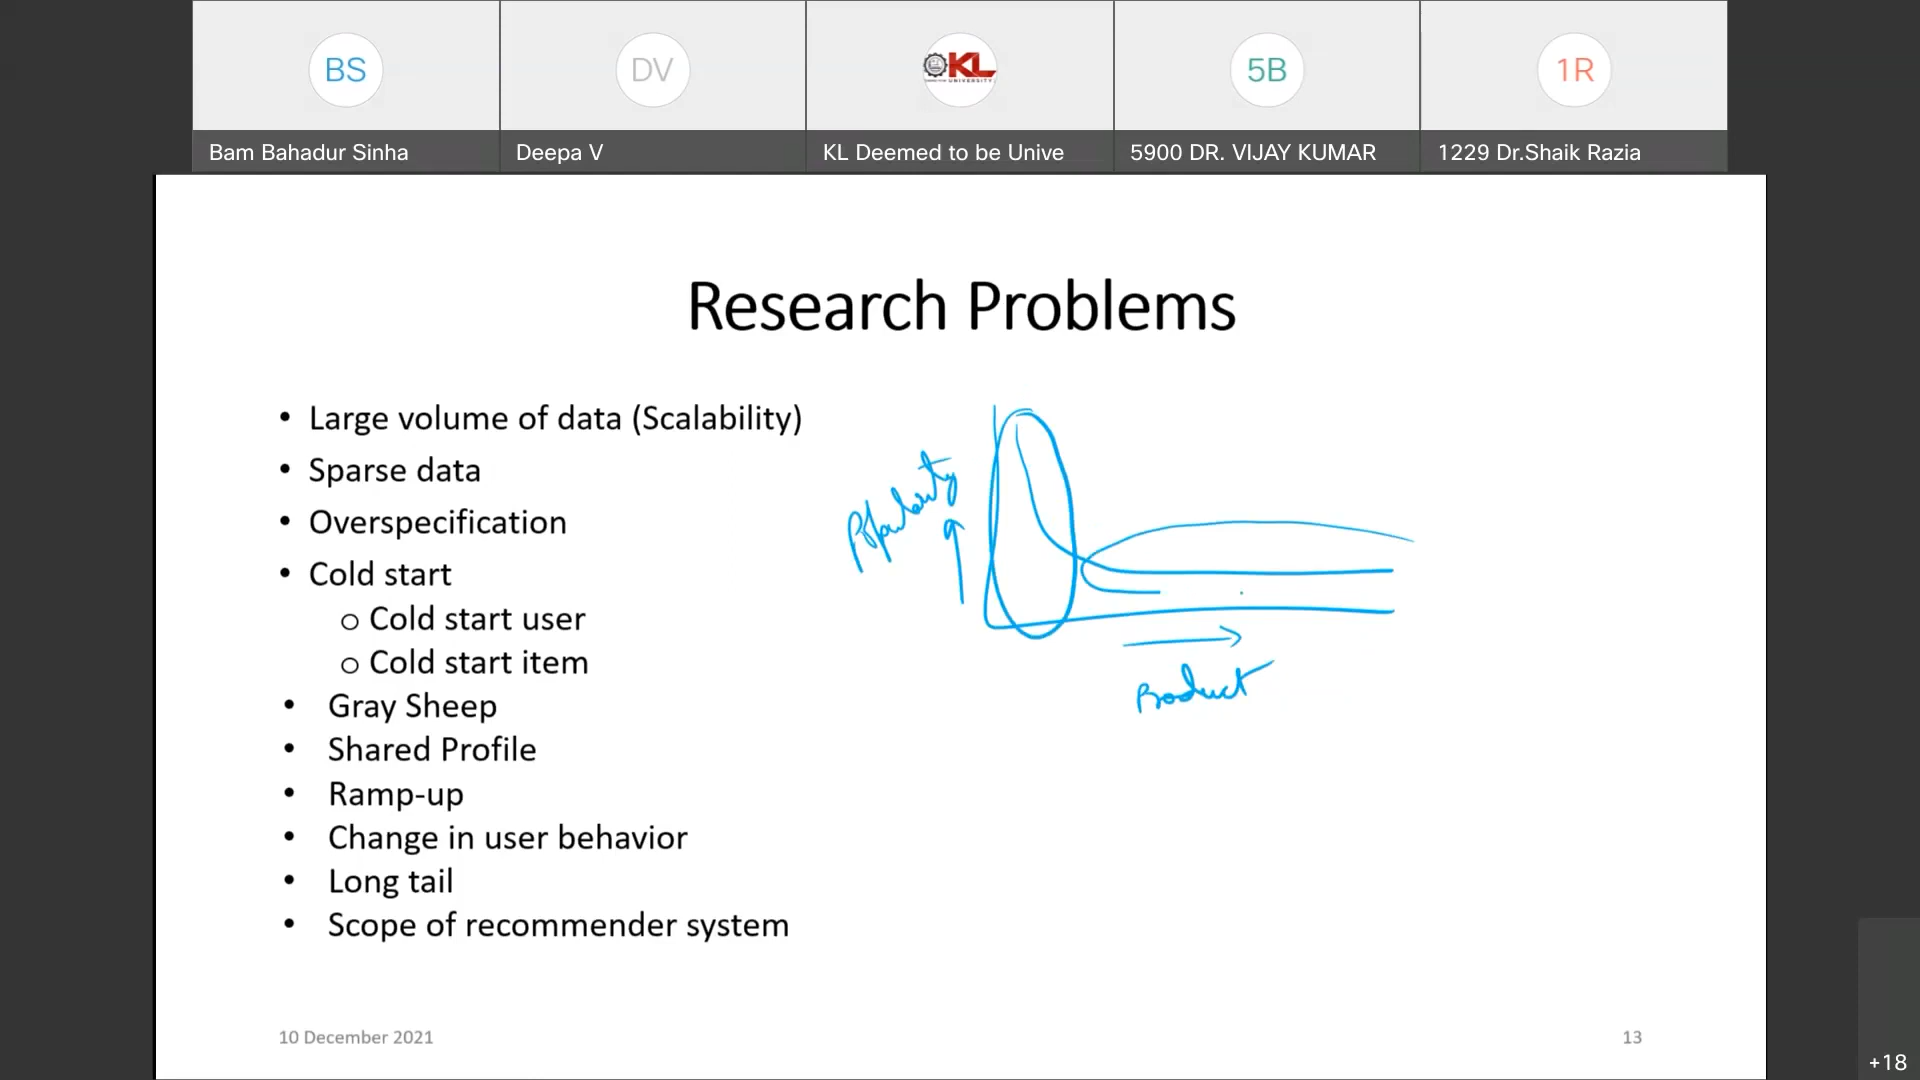 BS
DV
KL
UNIVERSITY
5B
1R
Bam Bahadur Sinha
Deepa V
KL Deemed to be Unive
5900 DR. VIJAY KUMAR
1229 Dr.Shaik Razia
Research Problems
• Large volume of data (Scalability)
• Sparse data
• Overspecification
• Cold start
o Cold start user
o Cold start item
• Gray Sheep
• Shared Profile
• Ramp-up
• Change in user behavior
• Long tail
• Scope of recommender system
Popularity
Product
10 December 2021
13
+18